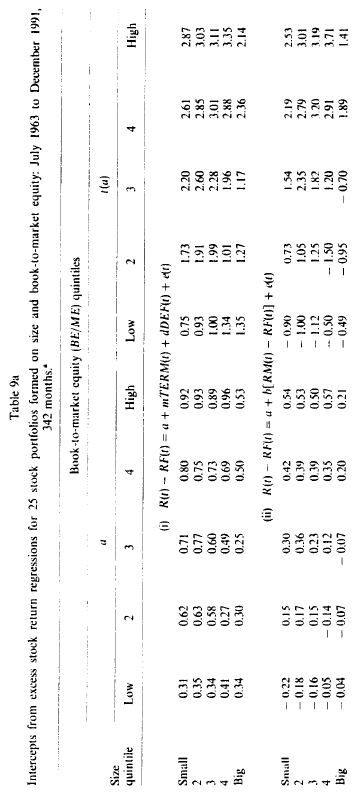 Table 9a
Intercepts from excess stock return regressions for 25 stock portfolios formed on size and book-to-market equity: July 1963 to December 1991, 342 months.ᵃ
Book-to-market equity (BE/ME) quintiles
a t(a)
Size quintile Low 2 3 4 High Low 2 3 4 High
(i) R(t) − RF(t) = a + mTERM(t) + dDEF(t) + e(t)
Small 0.31 0.62 0.71 0.80 0.92 0.75 1.73 2.20 2.61 2.87
2 0.35 0.63 0.77 0.75 0.93 0.93 1.91 2.60 2.85 3.03
3 0.34 0.58 0.60 0.73 0.89 1.00 1.99 2.28 3.01 3.11
4 0.41 0.27 0.49 0.69 0.96 1.34 1.01 1.96 2.88 3.35
Big 0.34 0.30 0.25 0.50 0.53 1.35 1.27 1.17 2.36 2.14
(ii) R(t) − RF(t) = a + b[RM(t) − RF(t)] + e(t)
Small − 0.22 0.15 0.30 0.42 0.54 − 0.90 0.73 1.54 2.19 2.53
2 − 0.18 0.17 0.36 0.39 0.53 − 1.00 1.05 2.35 2.79 3.01
3 − 0.16 0.15 0.23 0.39 0.50 − 1.12 1.25 1.82 3.20 3.19
4 − 0.05 − 0.14 0.12 0.35 0.57 − 0.50 − 1.50 1.20 2.91 3.71
Big − 0.04 − 0.07 − 0.07 0.20 0.21 − 0.49 − 0.95 − 0.70 1.89 1.41